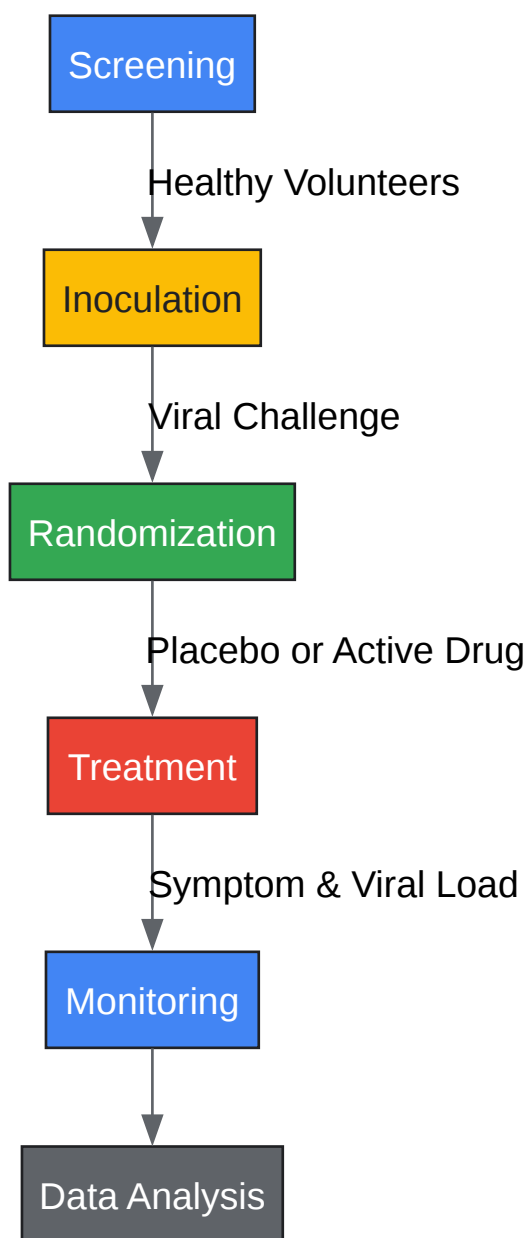 Screening
Healthy Volunteers
Inoculation
Viral Challenge
Randomization
Placebo or Active Drug
Treatment
Symptom & Viral Load
Monitoring
Data Analysis